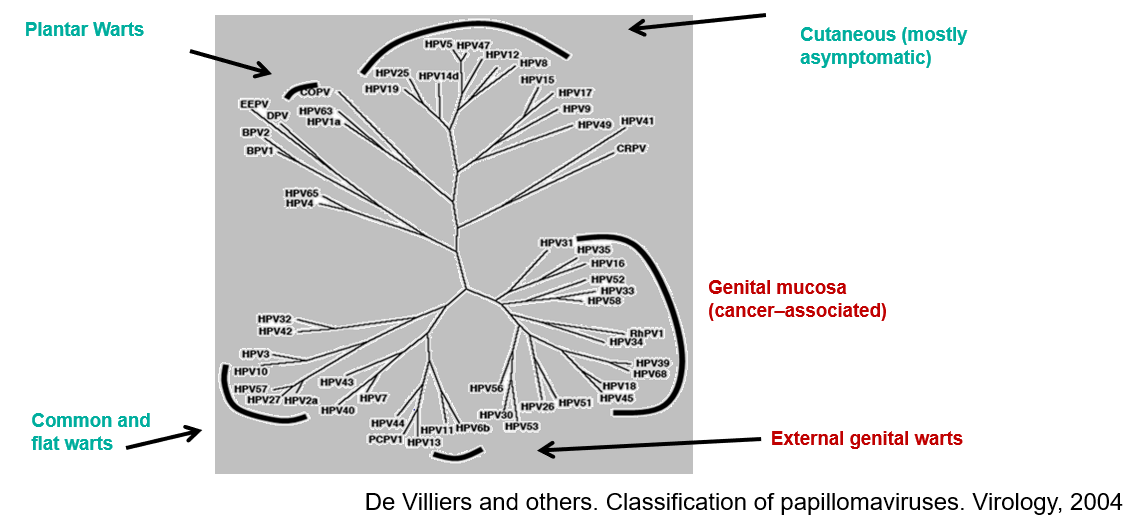 Plantar Warts
Cutaneous (mostly
asymptomatic)
HPV5 HPV47
HPV12
HPV8
HPV25
HPV14d
HPV15
HPV19
COPV
HPV17
EEPV
HPV63
HPV9
DPV
HPV1a
HPV49
HPV41
BPV2
BPV1
CRPV
HPV65
HPV4
HPV31
HPV35
HPV16
HPV52
HPV33
HPV58
Genital mucosa
(cancer–associated)
HPV32
HPV42
RhPV1
HPV34
HPV3
HPV10
HPV39
HPV68
HPV57
HPV27 HPV2a
HPV43
HPV7
HPV40
HPV56
HPV18
HPV45
HPV30
HPV26
HPV51
HPV53
HPV44
HPV11
HPV6b
PCPV1
HPV13
Common and
flat warts
External genital warts
De Villiers and others. Classification of papillomaviruses. Virology, 2004